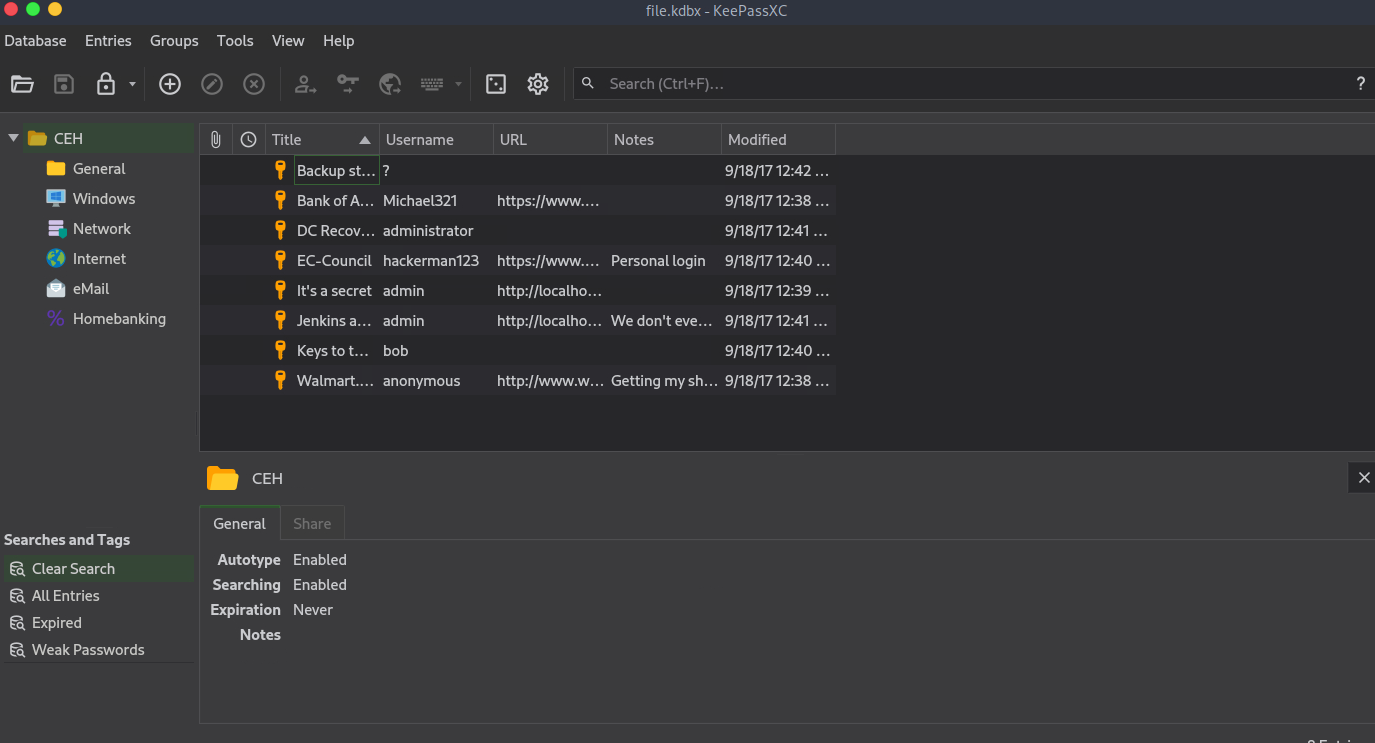 file.kdbx - KeePassXC
Database Entries Groups Tools View Help
Search (Ctrl+F)... ?
CEH
General
Windows
Network
Internet
eMail
Homebanking
Title Username URL Notes Modified
Backup st... ? 9/18/17 12:42 ...
Bank of A... Michael321 https://www.... 9/18/17 12:38 ...
DC Recov... administrator 9/18/17 12:41 ...
EC-Council hackerman123 https://www.... Personal login 9/18/17 12:40 ...
It's a secret admin http://localho... 9/18/17 12:39 ...
Jenkins a... admin http://localho... We don't eve... 9/18/17 12:41 ...
Keys to t... bob 9/18/17 12:40 ...
Walmart.... anonymous http://www.w... Getting my sh... 9/18/17 12:38 ...
CEH
General Share
Autotype Enabled
Searching Enabled
Expiration Never
Notes
Searches and Tags
Clear Search
All Entries
Expired
Weak Passwords